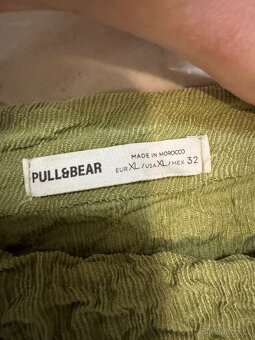 PULL&BEAR
MADE IN MOROCCO
EUR XL / USA XL / MEX 32